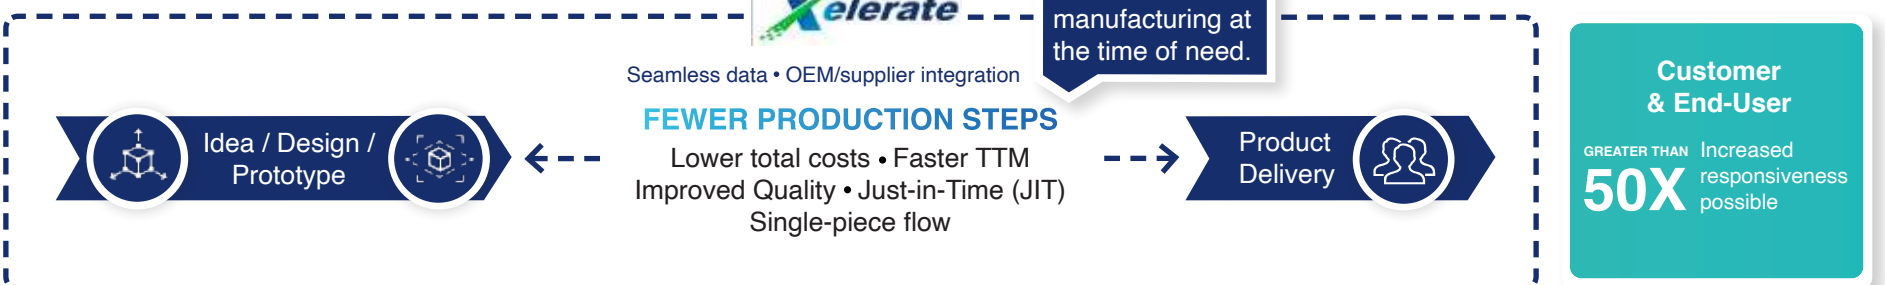 Xelerate
manufacturing at
the time of need.
Seamless data • OEM/supplier integration
FEWER PRODUCTION STEPS
Lower total costs • Faster TTM
Improved Quality • Just-in-Time (JIT)
Single-piece flow
Idea / Design /
Prototype
Product
Delivery
Customer
& End-User
GREATER THAN
50X
Increased
responsiveness
possible